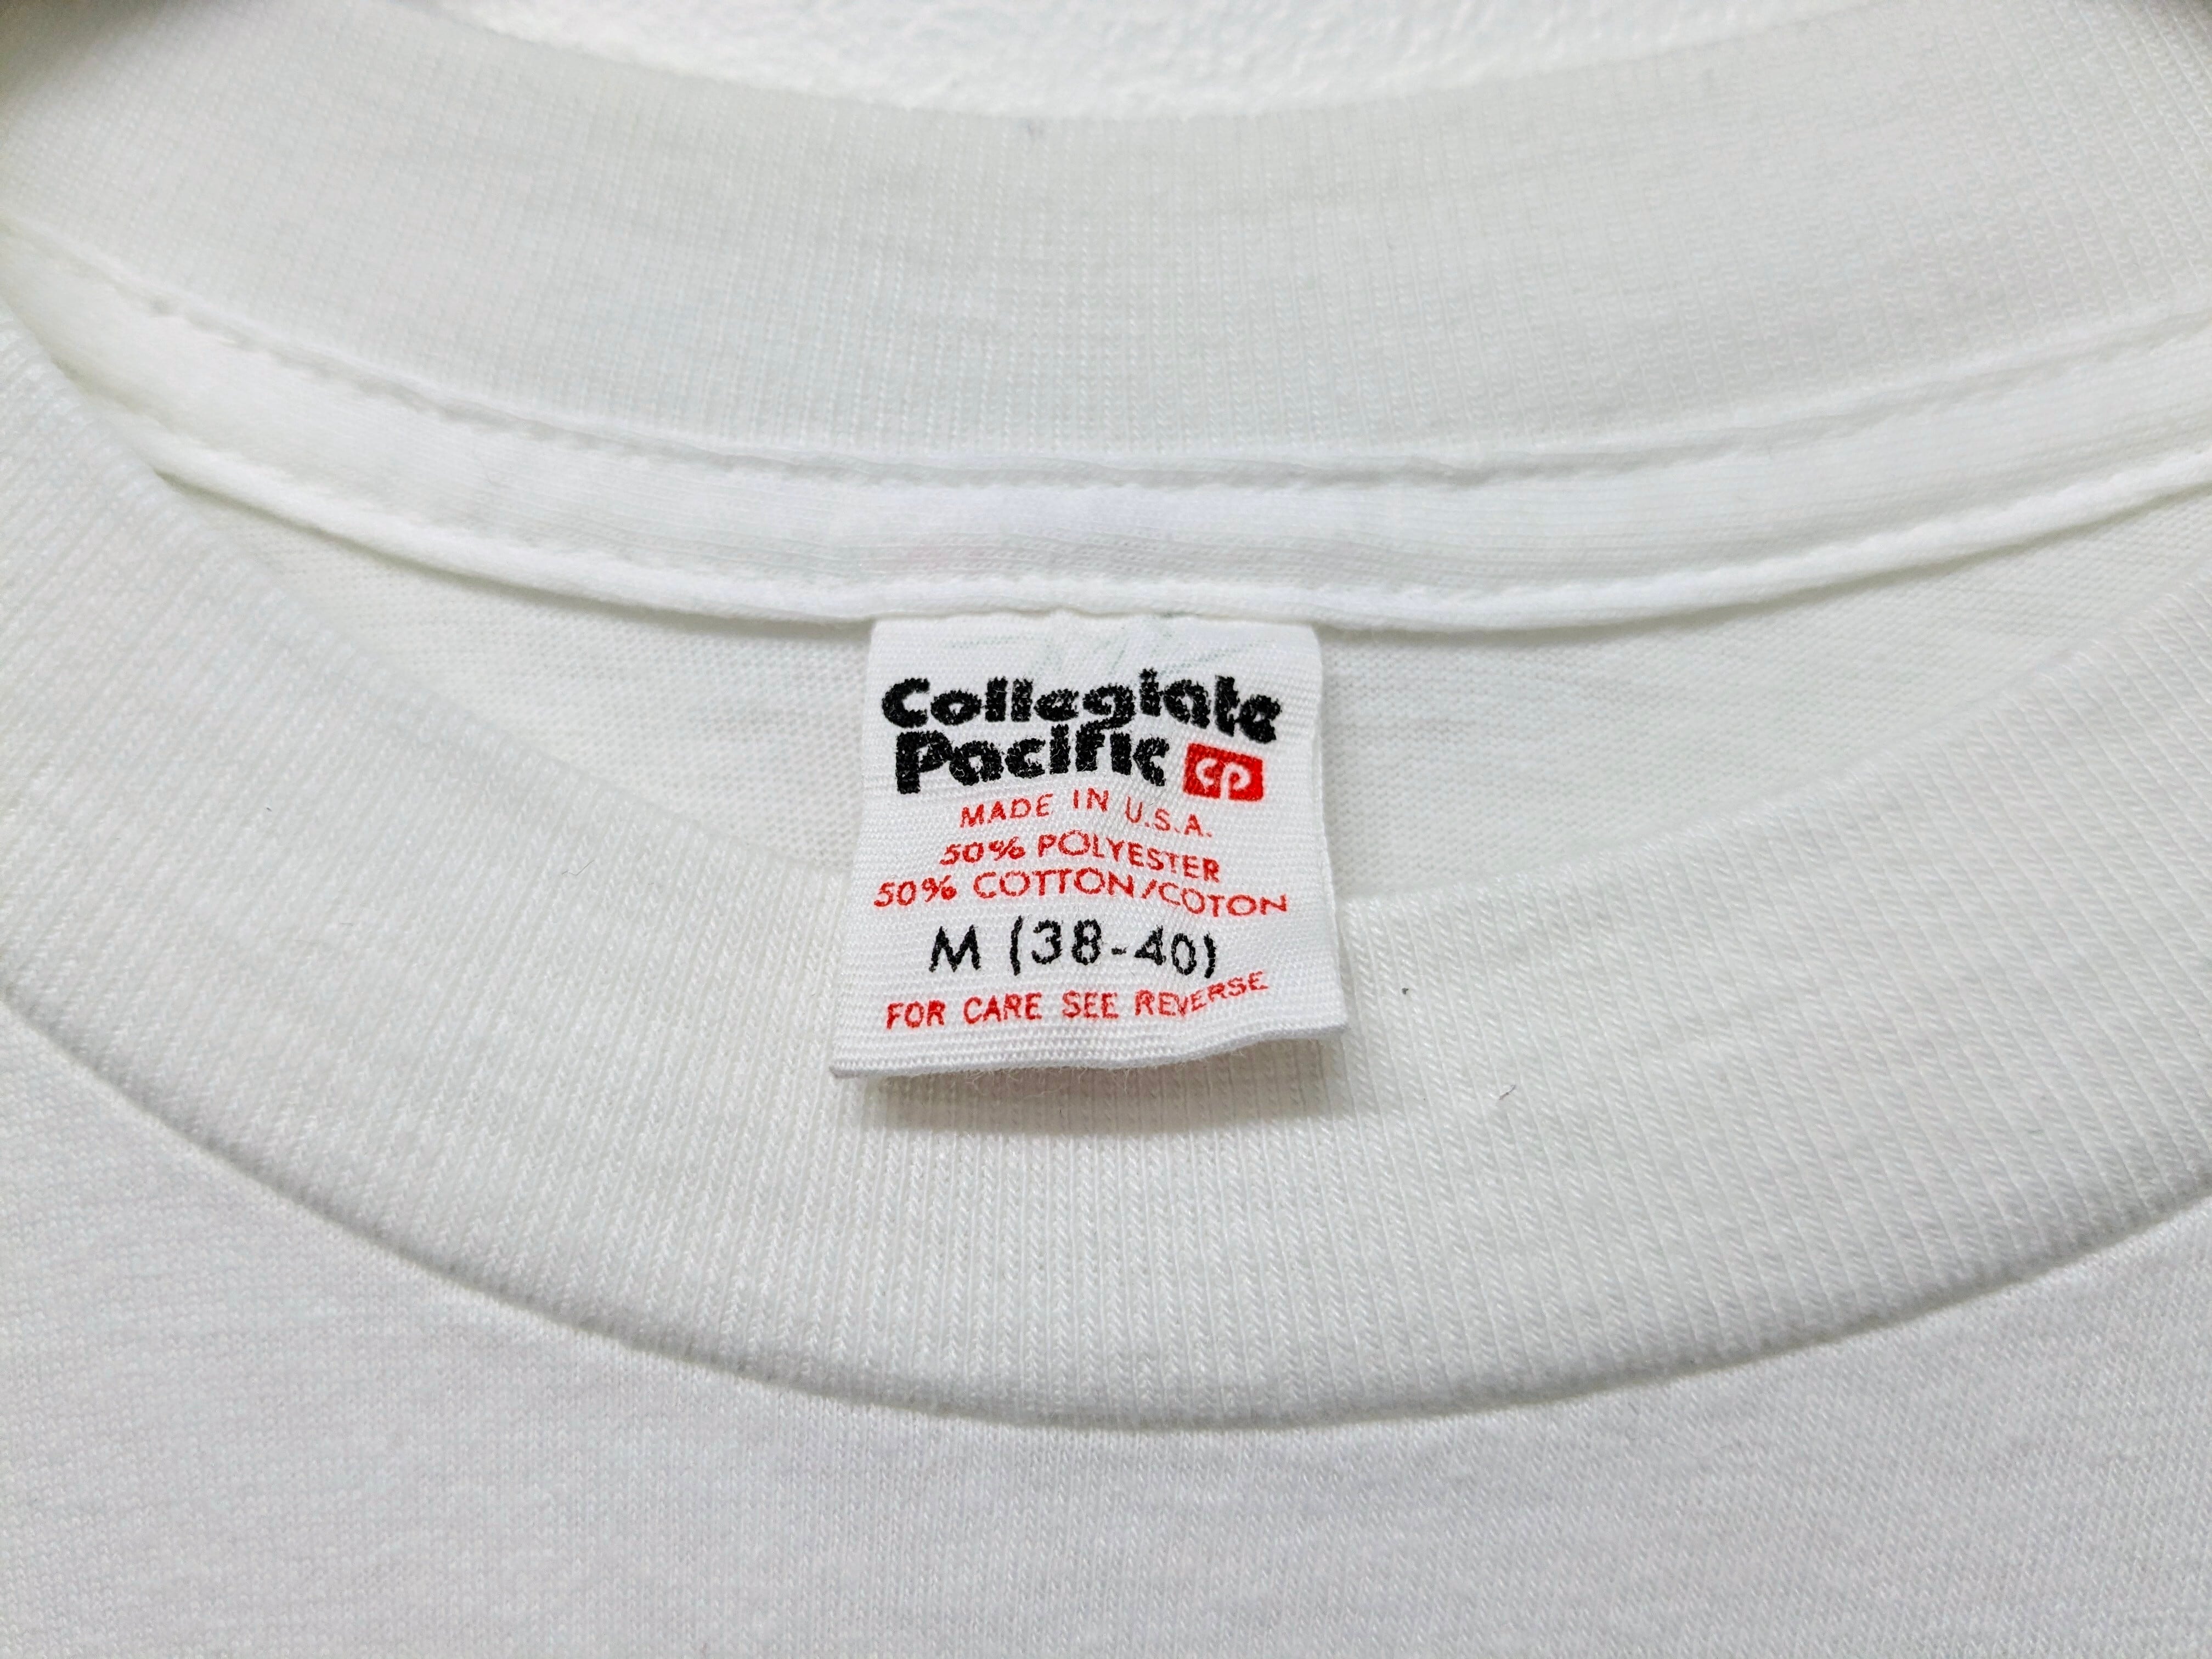 Collegiate
Pacific CP
MADE IN U.S.A.
50% POLYESTER
50% COTTON/COTON
M (38-40)
FOR CARE SEE REVERSE